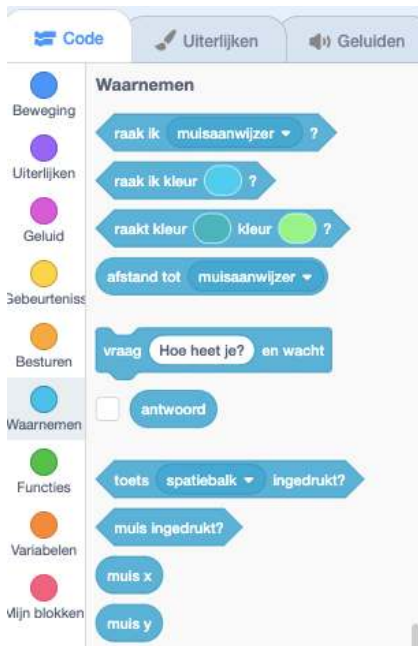 Code
Uiterlijken
Geluiden
Beweging
Uiterlijken
Geluid
Gebeurteniss
Besturen
Waarnemen
Functies
Variabelen
Mijn blokken
Waarnemen
raak ik muisaanwijzer ?
raak ik kleur ?
raakt kleur kleur ?
afstand tot muisaanwijzer
vraag Hoe heet je? en wacht
antwoord
toets spatiebalk ingedrukt?
muis ingedrukt?
muis x
muis y